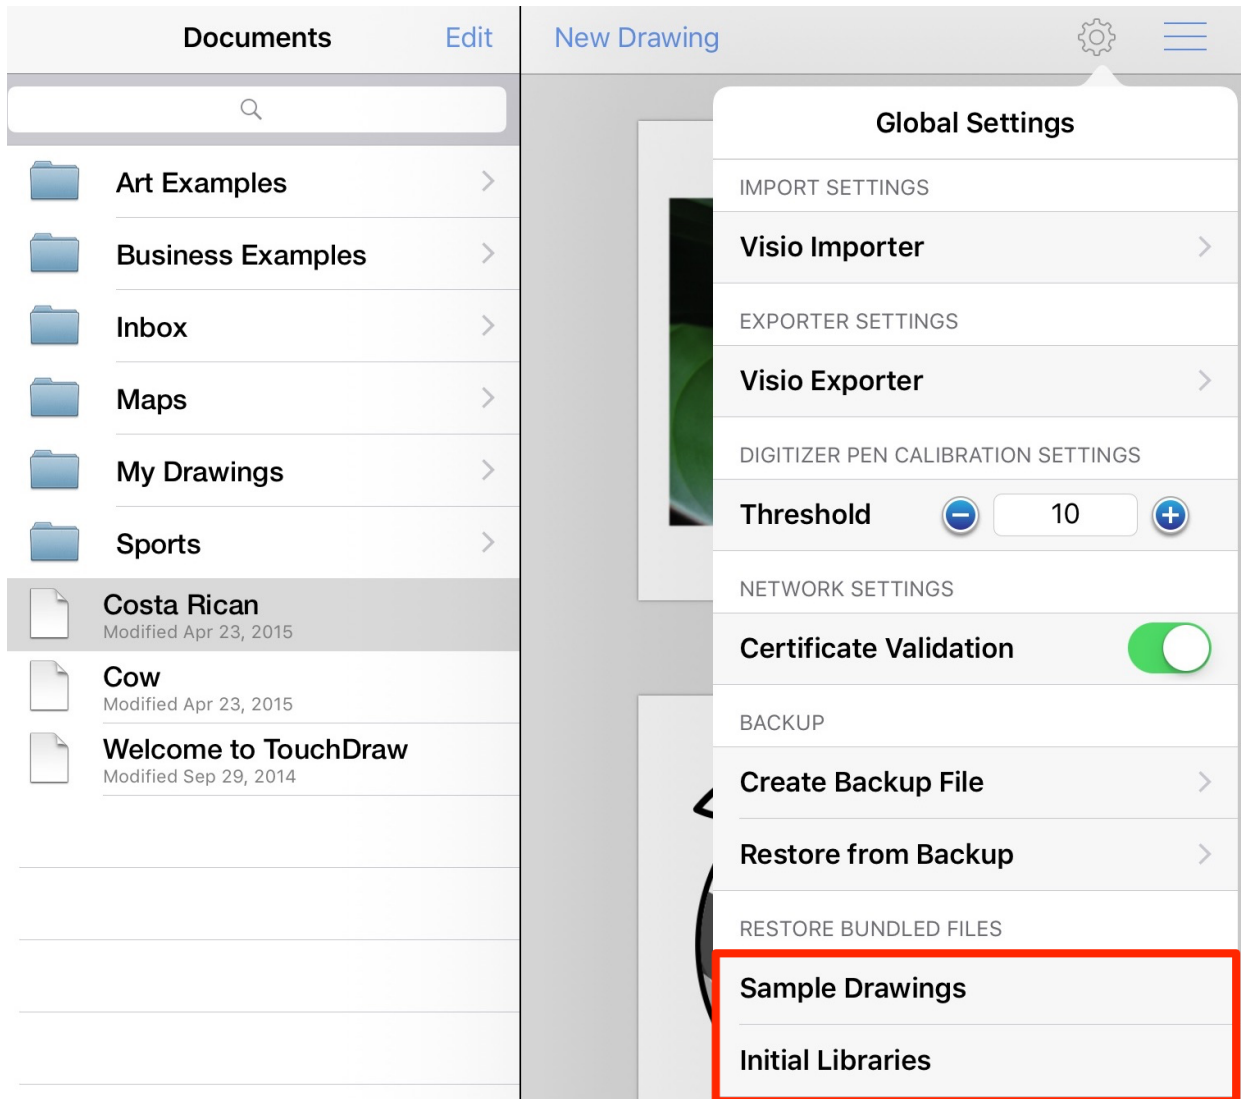 Documents
Edit
New Drawing
Art Examples
Business Examples
Inbox
Maps
My Drawings
Sports
Costa Rican
Modified Apr 23, 2015
Cow
Modified Apr 23, 2015
Welcome to TouchDraw
Modified Sep 29, 2014
Global Settings
IMPORT SETTINGS
Visio Importer
EXPORTER SETTINGS
Visio Exporter
DIGITIZER PEN CALIBRATION SETTINGS
Threshold 10
NETWORK SETTINGS
Certificate Validation
BACKUP
Create Backup File
Restore from Backup
RESTORE BUNDLED FILES
Sample Drawings
Initial Libraries